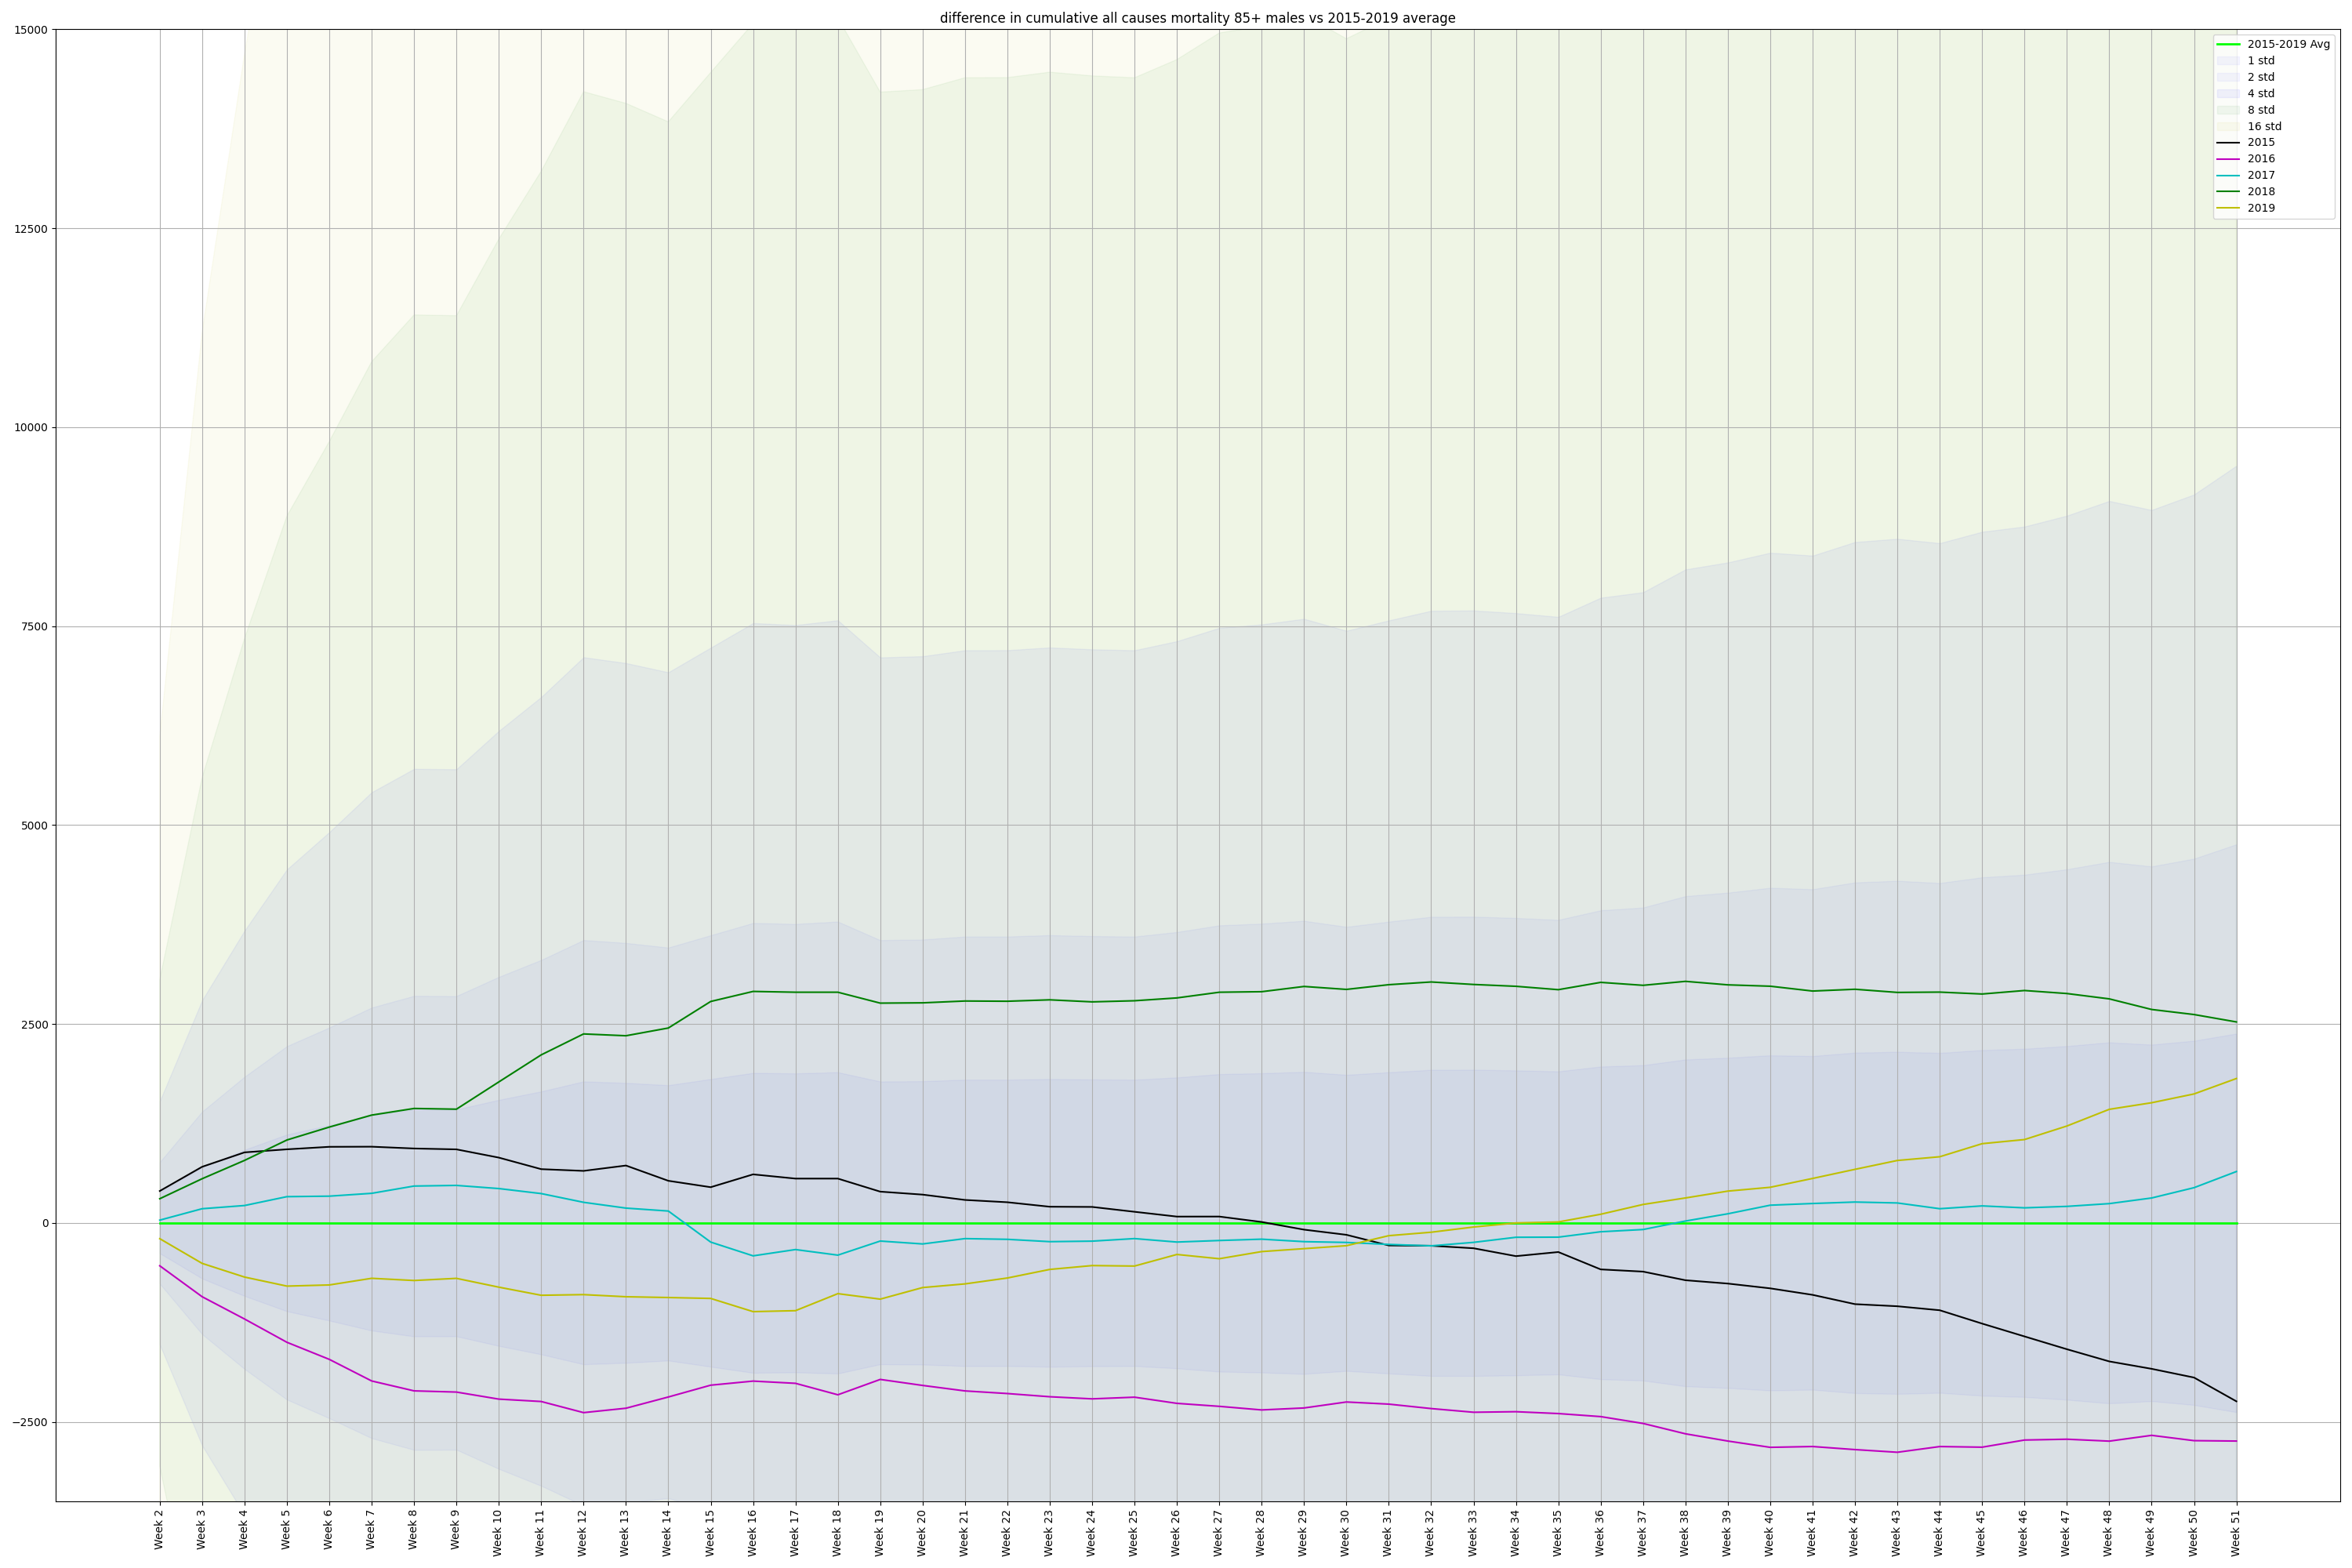 difference in cumulative all causes mortality 85+ males vs 2015-2019 average
15000
12500
10000
7500
5000
2500
0
−2500
2015-2019 Avg
1 std
2 std
4 std
8 std
16 std
2015
2016
2017
2018
2019
Week 2
Week 3
Week 4
Week 5
Week 6
Week 7
Week 8
Week 9
Week 10
Week 11
Week 12
Week 13
Week 14
Week 15
Week 16
Week 17
Week 18
Week 19
Week 20
Week 21
Week 22
Week 23
Week 24
Week 25
Week 26
Week 27
Week 28
Week 29
Week 30
Week 31
Week 32
Week 33
Week 34
Week 35
Week 36
Week 37
Week 38
Week 39
Week 40
Week 41
Week 42
Week 43
Week 44
Week 45
Week 46
Week 47
Week 48
Week 49
Week 50
Week 51